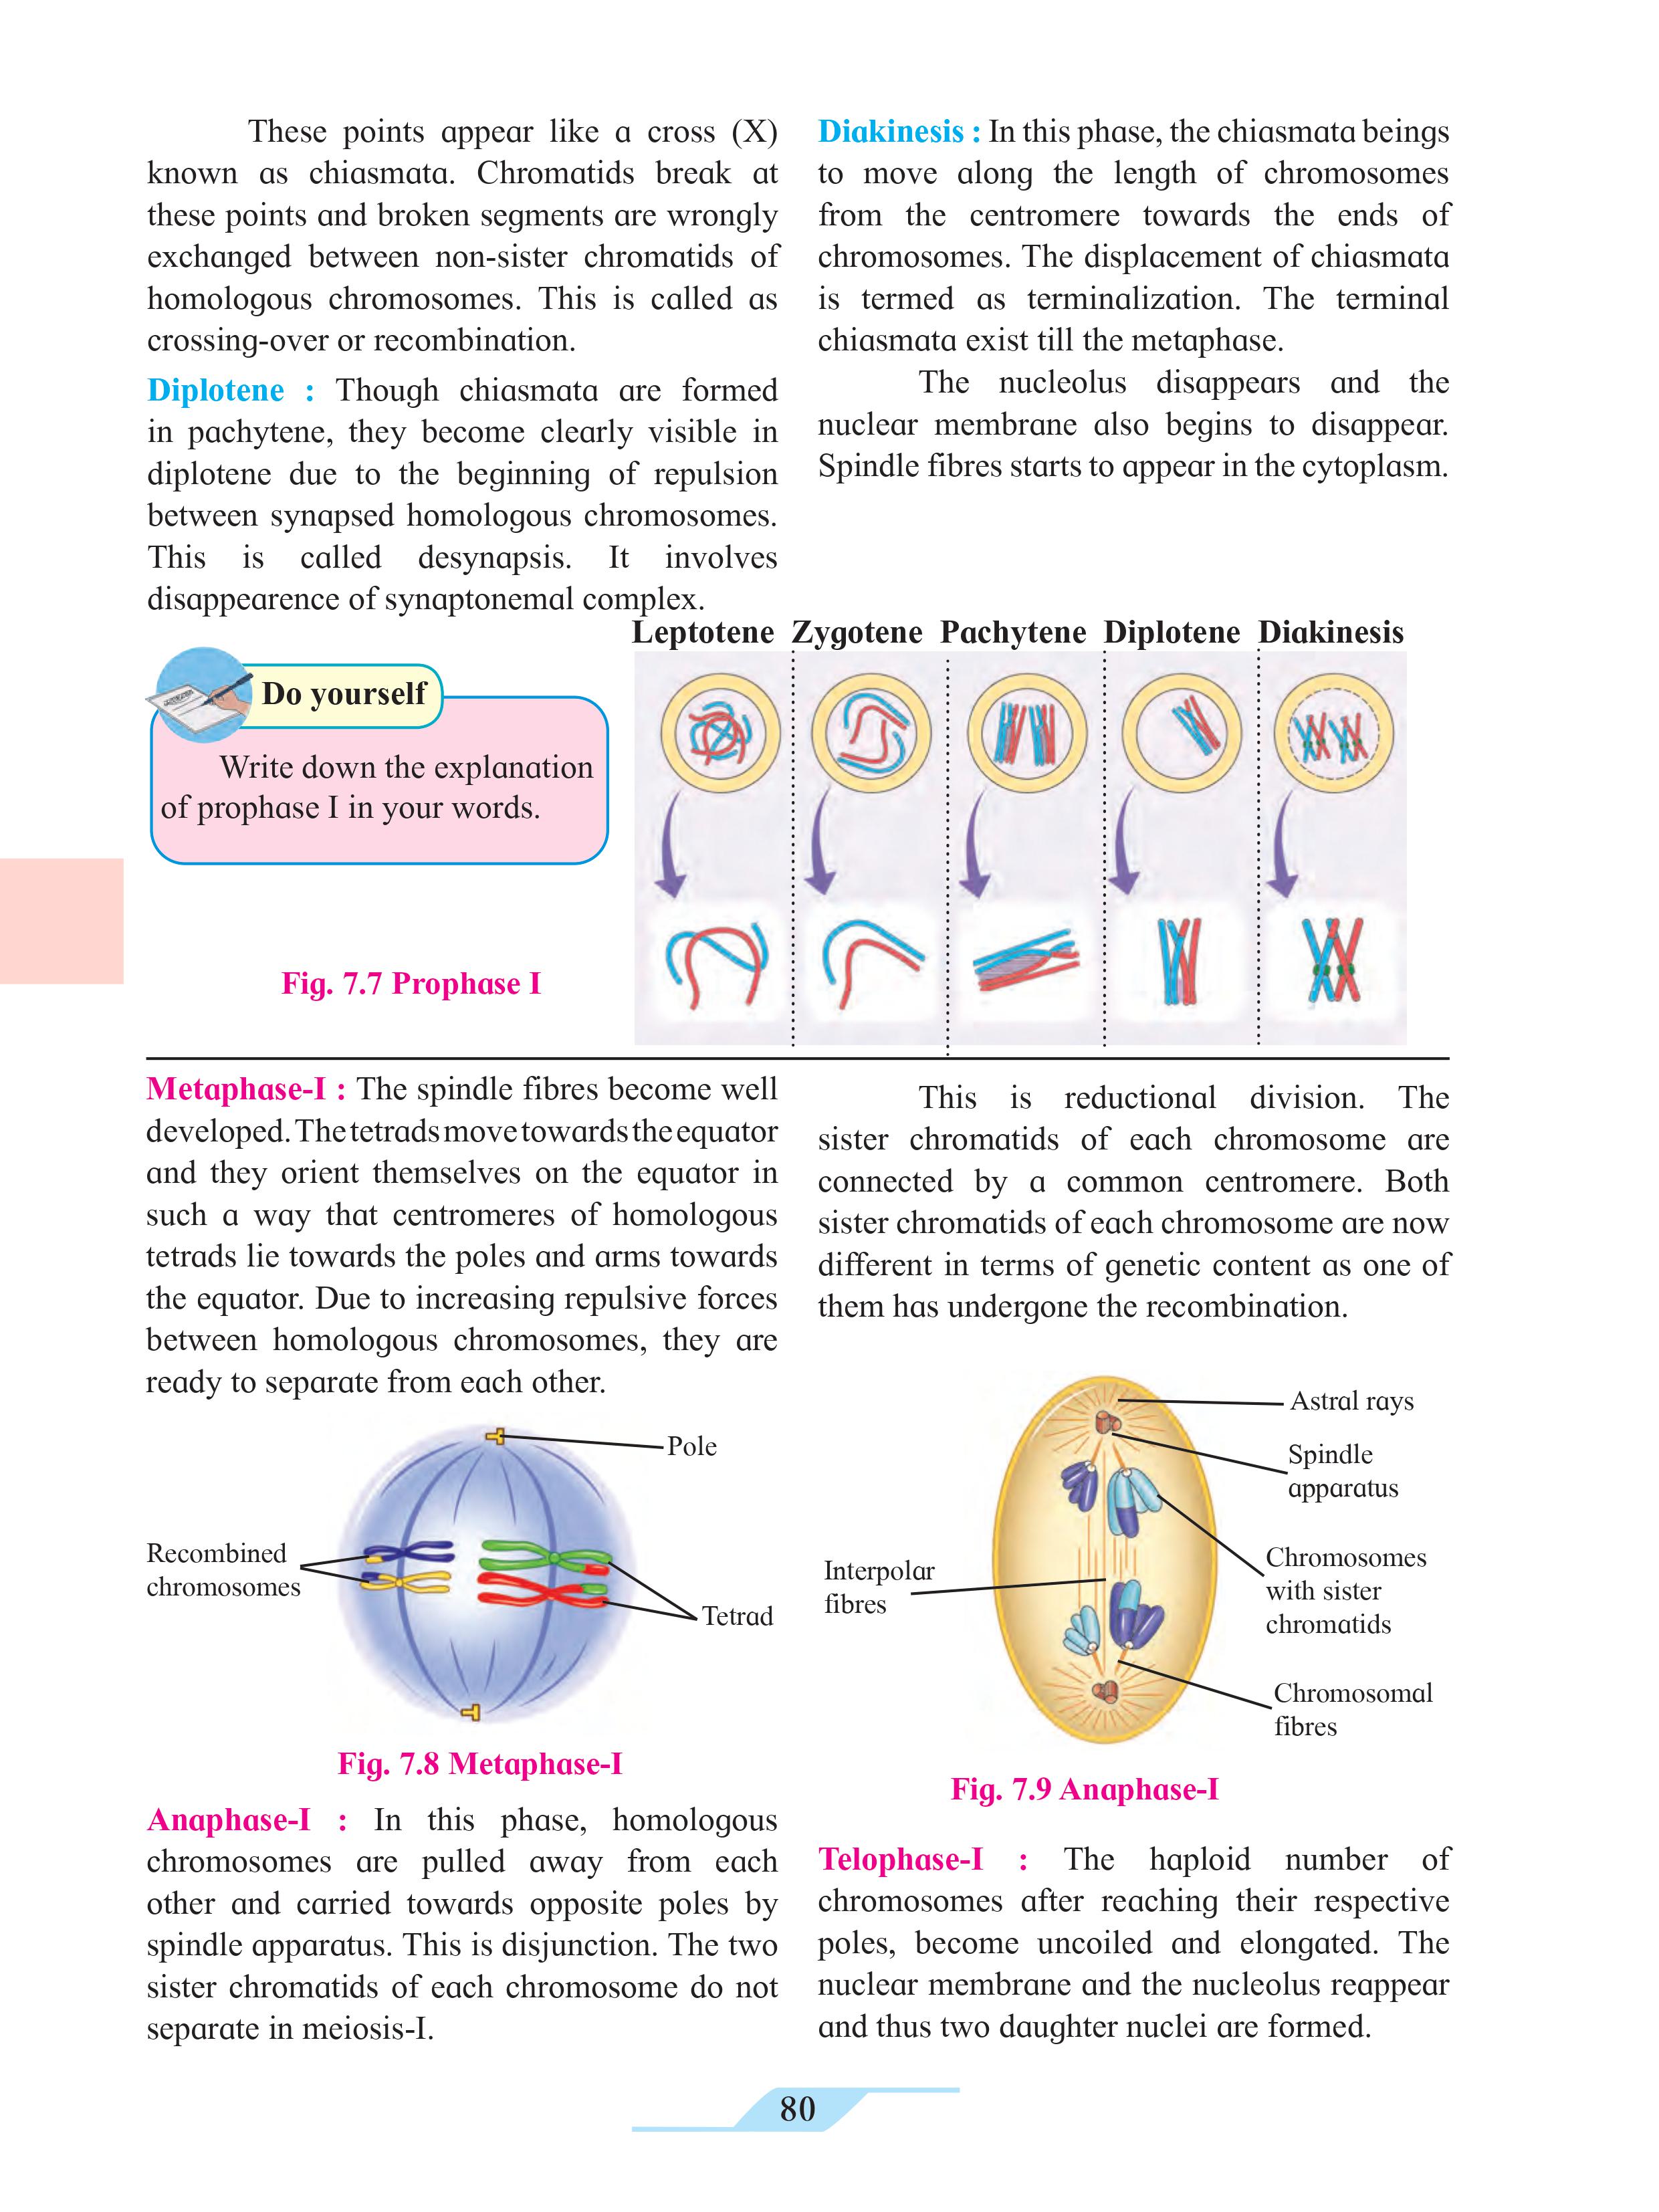 These points appear like a cross (X)
known as chiasmata. Chromatids break at
these points and broken segments are wrongly
exchanged between non-sister chromatids of
homologous chromosomes. This is called as
crossing-over or recombination.
Diplotene : Though chiasmata are formed
in pachytene, they become clearly visible in
diplotene due to the beginning of repulsion
between synapsed homologous chromosomes.
This is called desynapsis. It involves
disappearence of synaptonemal complex.
Diakinesis : In this phase, the chiasmata beings
to move along the length of chromosomes
from the centromere towards the ends of
chromosomes. The displacement of chiasmata
is termed as terminalization. The terminal
chiasmata exist till the metaphase.
The nucleolus disappears and the
nuclear membrane also begins to disappear.
Spindle fibres starts to appear in the cytoplasm.
Do yourself
Write down the explanation
of prophase I in your words.
Leptotene Zygotene Pachytene Diplotene Diakinesis
Fig. 7.7 Prophase I
Metaphase-I : The spindle fibres become well
developed. The tetrads move towards the equator
and they orient themselves on the equator in
such a way that centromeres of homologous
tetrads lie towards the poles and arms towards
the equator. Due to increasing repulsive forces
between homologous chromosomes, they are
ready to separate from each other.
Pole
Recombined
chromosomes
Tetrad
Fig. 7.8 Metaphase-I
Anaphase-I : In this phase, homologous
chromosomes are pulled away from each
other and carried towards opposite poles by
spindle apparatus. This is disjunction. The two
sister chromatids of each chromosome do not
separate in meiosis-I.
This is reductional division. The
sister chromatids of each chromosome are
connected by a common centromere. Both
sister chromatids of each chromosome are now
different in terms of genetic content as one of
them has undergone the recombination.
Astral rays
Spindle
apparatus
Chromosomes
with sister
chromatids
Interpolar
fibres
Chromosomal
fibres
Fig. 7.9 Anaphase-I
Telophase-I : The haploid number of
chromosomes after reaching their respective
poles, become uncoiled and elongated. The
nuclear membrane and the nucleolus reappear
and thus two daughter nuclei are formed.
80